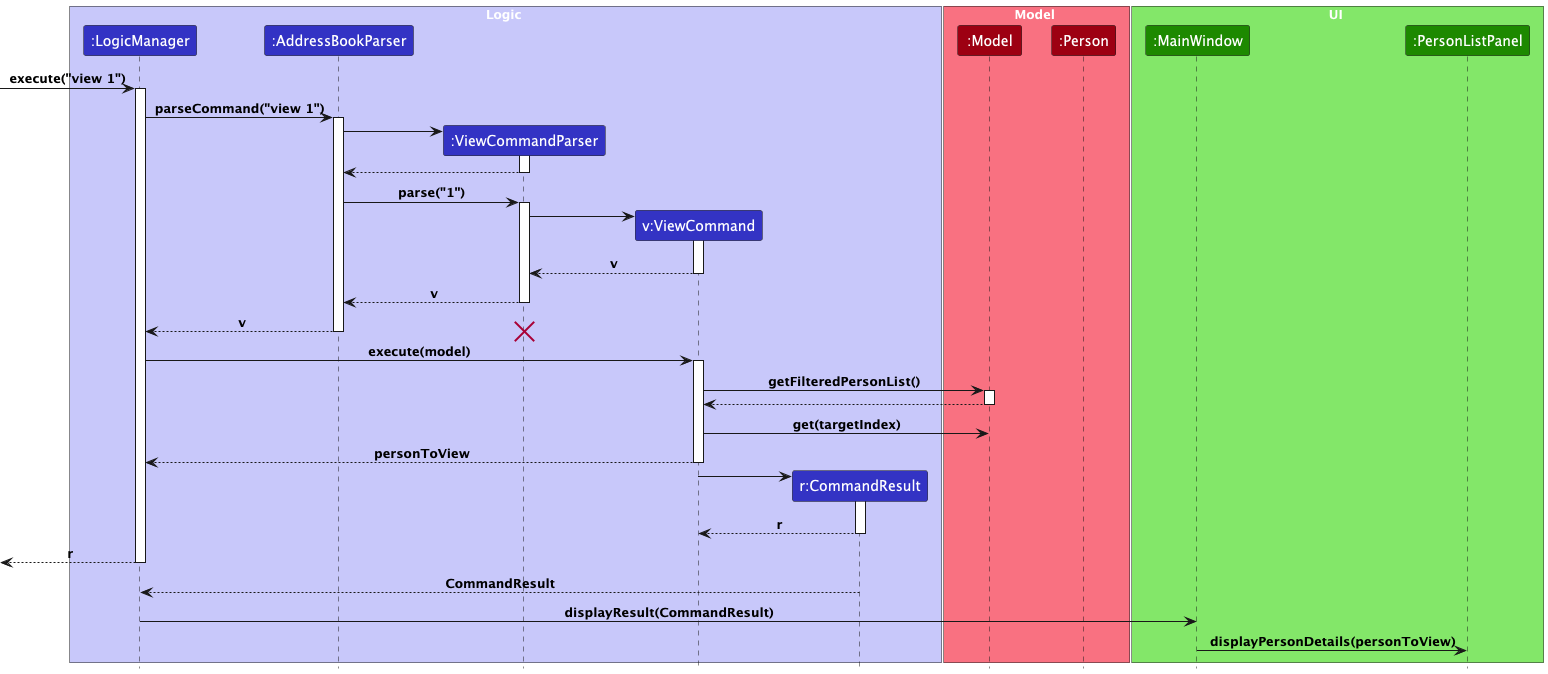 Logic
Model
UI
:LogicManager
:AddressBookParser
:Model
:Person
:MainWindow
:PersonListPanel
execute("view 1")
parseCommand("view 1")
:ViewCommandParser
parse("1")
v:ViewCommand
v
v
v
execute(model)
getFilteredPersonList()
get(targetIndex)
personToView
r:CommandResult
r
r
CommandResult
displayResult(CommandResult)
displayPersonDetails(personToView)